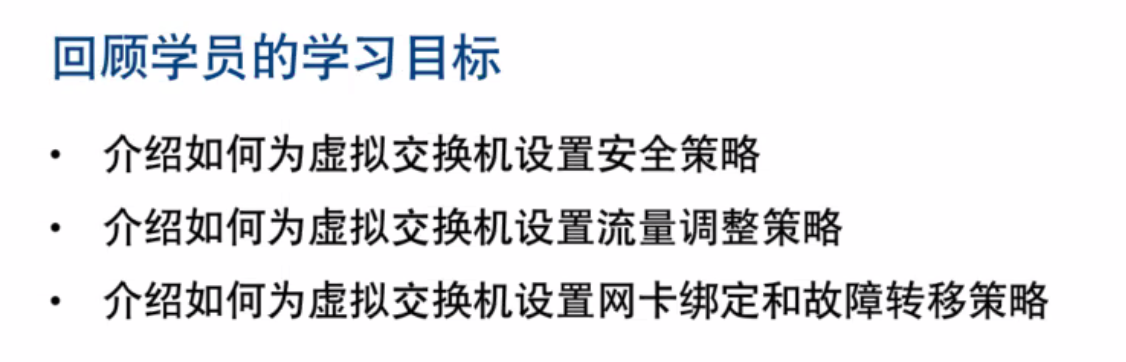 回顾学员的学习目标
• 介绍如何为虚拟交换机设置安全策略
• 介绍如何为虚拟交换机设置流量调整策略
• 介绍如何为虚拟交换机设置网卡绑定和故障转移策略